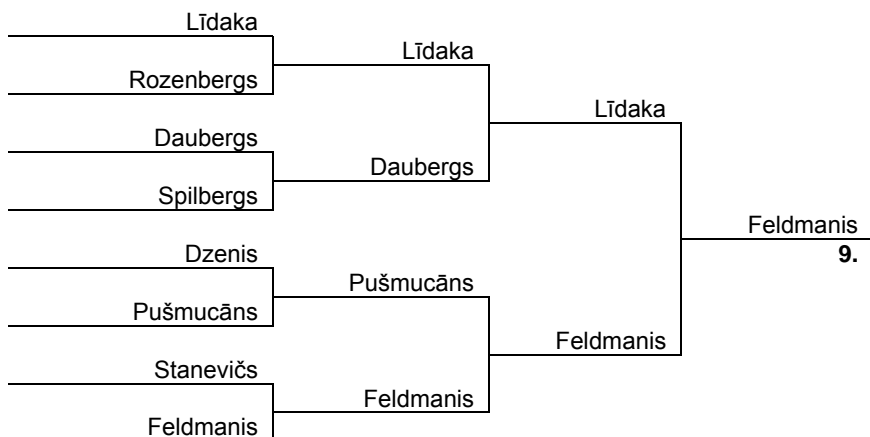 Līdaka
Līdaka
Rozenbergs
Līdaka
Daubergs
Daubergs
Spilbergs
Feldmanis
9.
Dzenis
Pušmucāns
Pušmucāns
Feldmanis
Stanevičs
Feldmanis
Feldmanis